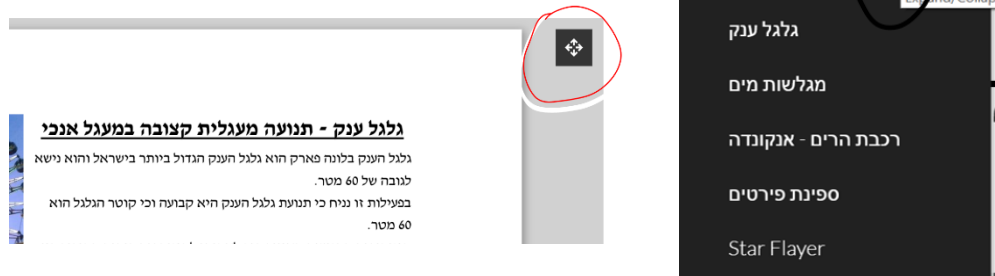 גלגל ענק - תנועה מעגלית קצובה במעגל אנכי
גלגל הענק בלונה פארק הוא גלגל הענק הגדול ביותר בישראל והוא נישא
לגובה של 60 מטר.
בפעילות זו נניח כי תנועת גלגל הענק היא קבועה וכי קוטר הגלגל הוא
60 מטר.
גלגל ענק
מגלשות מים
רכבת הרים - אנקונדה
ספינת פירטים
Star Flayer